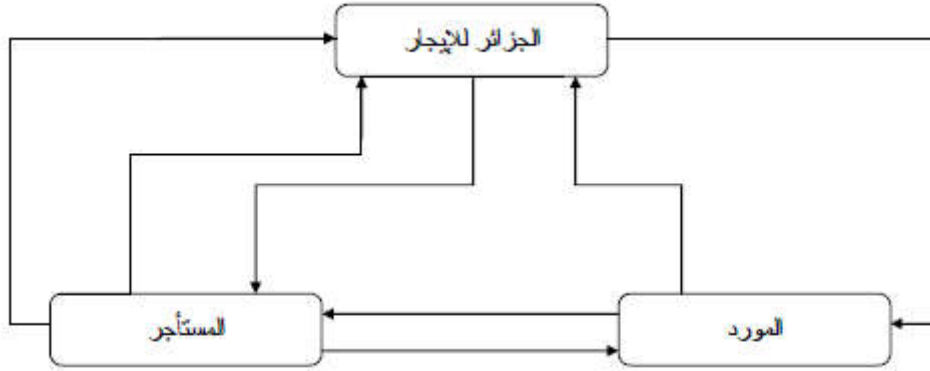 الجزائر للإيجار
المستأجر
المورد